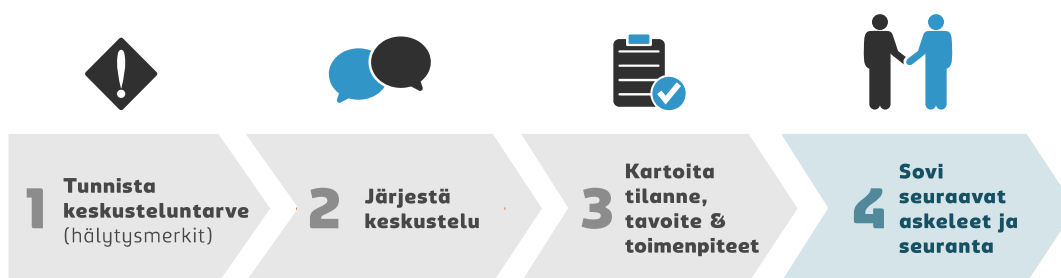 1
Tunnista
keskusteluntarve
(hälytysmerkit)
2
Järjestä
keskustelu
3
Kartoita
tilanne,
tavoite &
toimenpiteet
4
Sovi
seuraavat
askeleet ja
seuranta